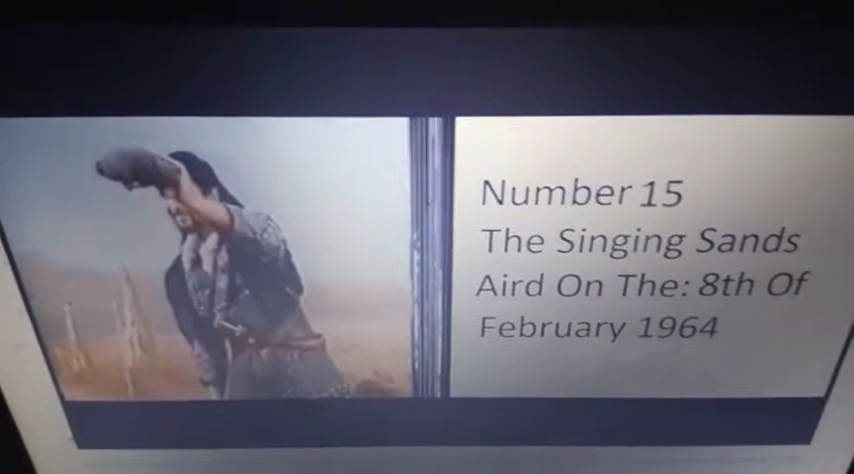 Number 15
The Singing Sands
Aird On The: 8th Of
February 1964